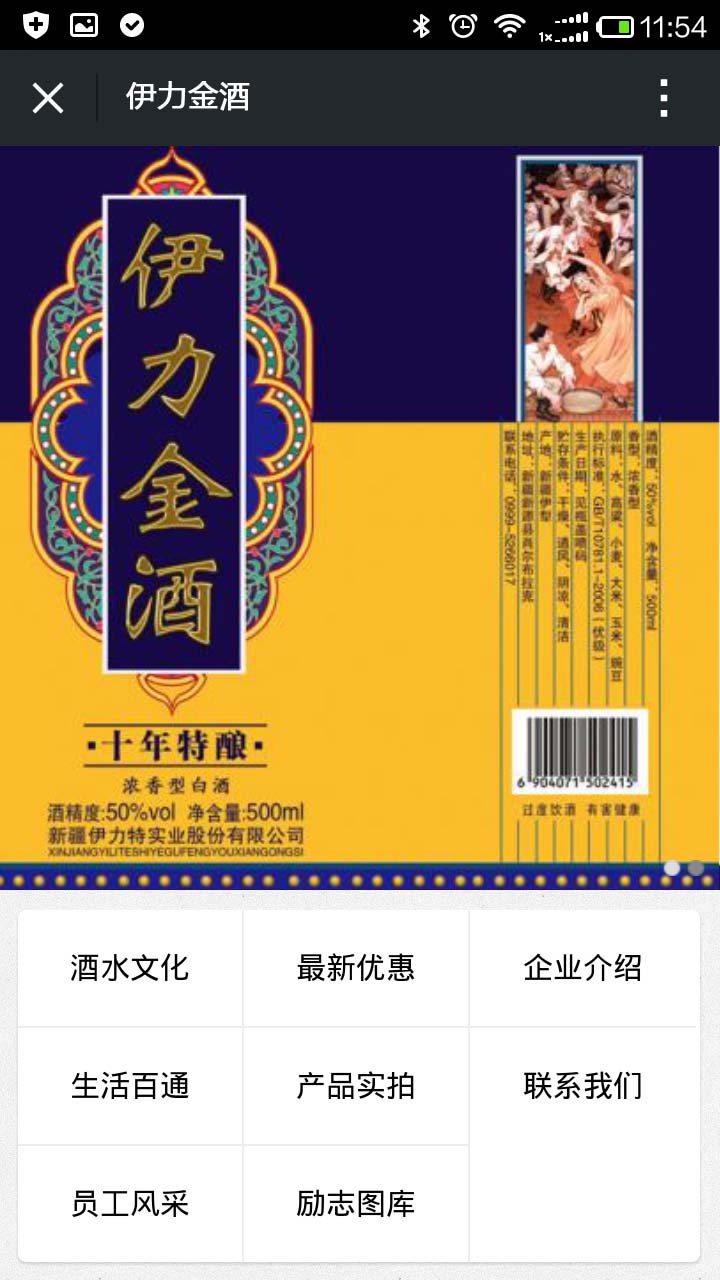 1×
11:54
伊力金酒
伊力金酒
·十年特酿·
浓香型白酒
酒精度:50%vol 净含量:500ml
新疆伊力特实业股份有限公司
XINJIANGYILITESHIYEGUFENGYOUXIANGONGSI
酒精度：50%vol 净含量：500ml
香型：浓香型
原料：水、高粱、小麦、大米、玉米、豌豆
执行标准：GB/T10781.1-2006（优级）
生产日期：见瓶盖喷码
贮存条件：干燥、通风、阴凉、清洁
产地：新疆伊犁
地址：新疆新源县肖尔布拉克
联系电话：0999-5266017
6 904071 502415
过度饮酒 有害健康
酒水文化
最新优惠
企业介绍
生活百通
产品实拍
联系我们
员工风采
励志图库